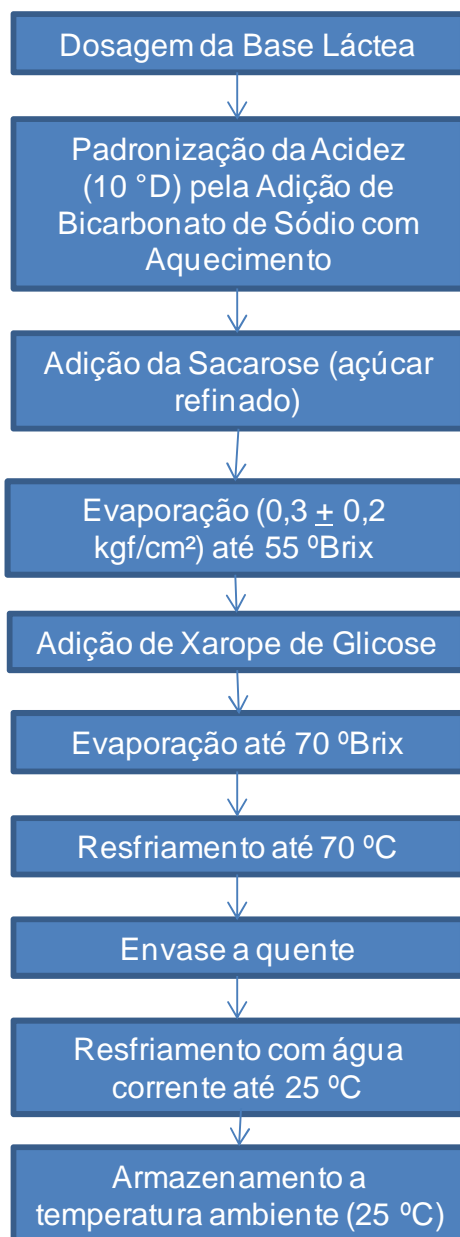 Dosagem da Base Láctea
Padronização da Acidez
(10 °D) pela Adição de
Bicarbonato de Sódio com
Aquecimento
Adição da Sacarose (açúcar
refinado)
Evaporação (0,3 ± 0,2
kgf/cm²) até 55 ºBrix
Adição de Xarope de Glicose
Evaporação até 70 ºBrix
Resfriamento até 70 ºC
Envase a quente
Resfriamento com água
corrente até 25 ºC
Armazenamento a
temperatura ambiente (25 ºC)